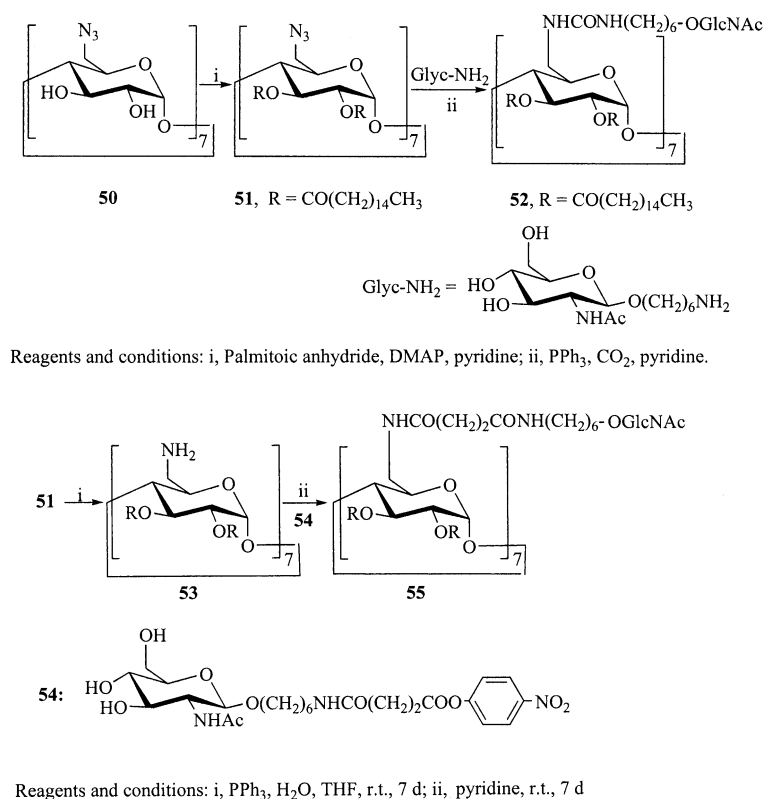 N3
O
HO
OH
O
7
50
i
N3
O
RO
OR
O
7
51, R = CO(CH2)14CH3
Glyc-NH2
ii
NHCONH(CH2)6-OGlcNAc
O
RO
OR
O
7
52, R = CO(CH2)14CH3
Glyc-NH2 =
OH
HO
O
HO
NHAc
O(CH2)6NH2
Reagents and conditions: i, Palmitoic anhydride, DMAP, pyridine; ii, PPh3, CO2, pyridine.
51
i
NH2
O
RO
OR
O
7
53
ii
54
NHCO(CH2)2CONH(CH2)6-OGlcNAc
O
RO
OR
O
7
55
54:
OH
HO
O
HO
NHAc
O(CH2)6NHCO(CH2)2COO
NO2
Reagents and conditions: i, PPh3, H2O, THF, r.t., 7 d; ii, pyridine, r.t., 7 d